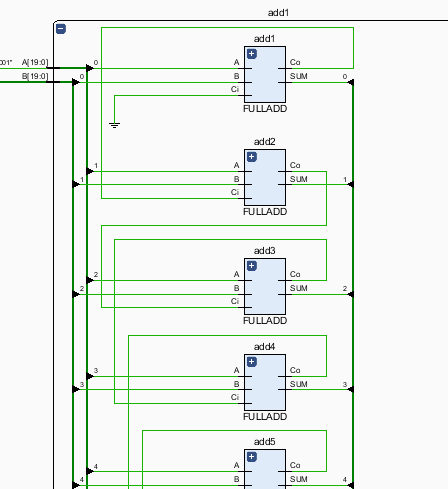 add1
add1
001"
A[19:0]
0
A
Co
B[19:0]
0
B
SUM
0
Ci
FULLADD
add2
1
A
Co
1
B
SUM
1
Ci
FULLADD
add3
2
A
Co
2
B
SUM
2
Ci
FULLADD
add4
3
A
Co
3
B
SUM
3
Ci
FULLADD
add5
4
A
Co
4
B
SUM
4